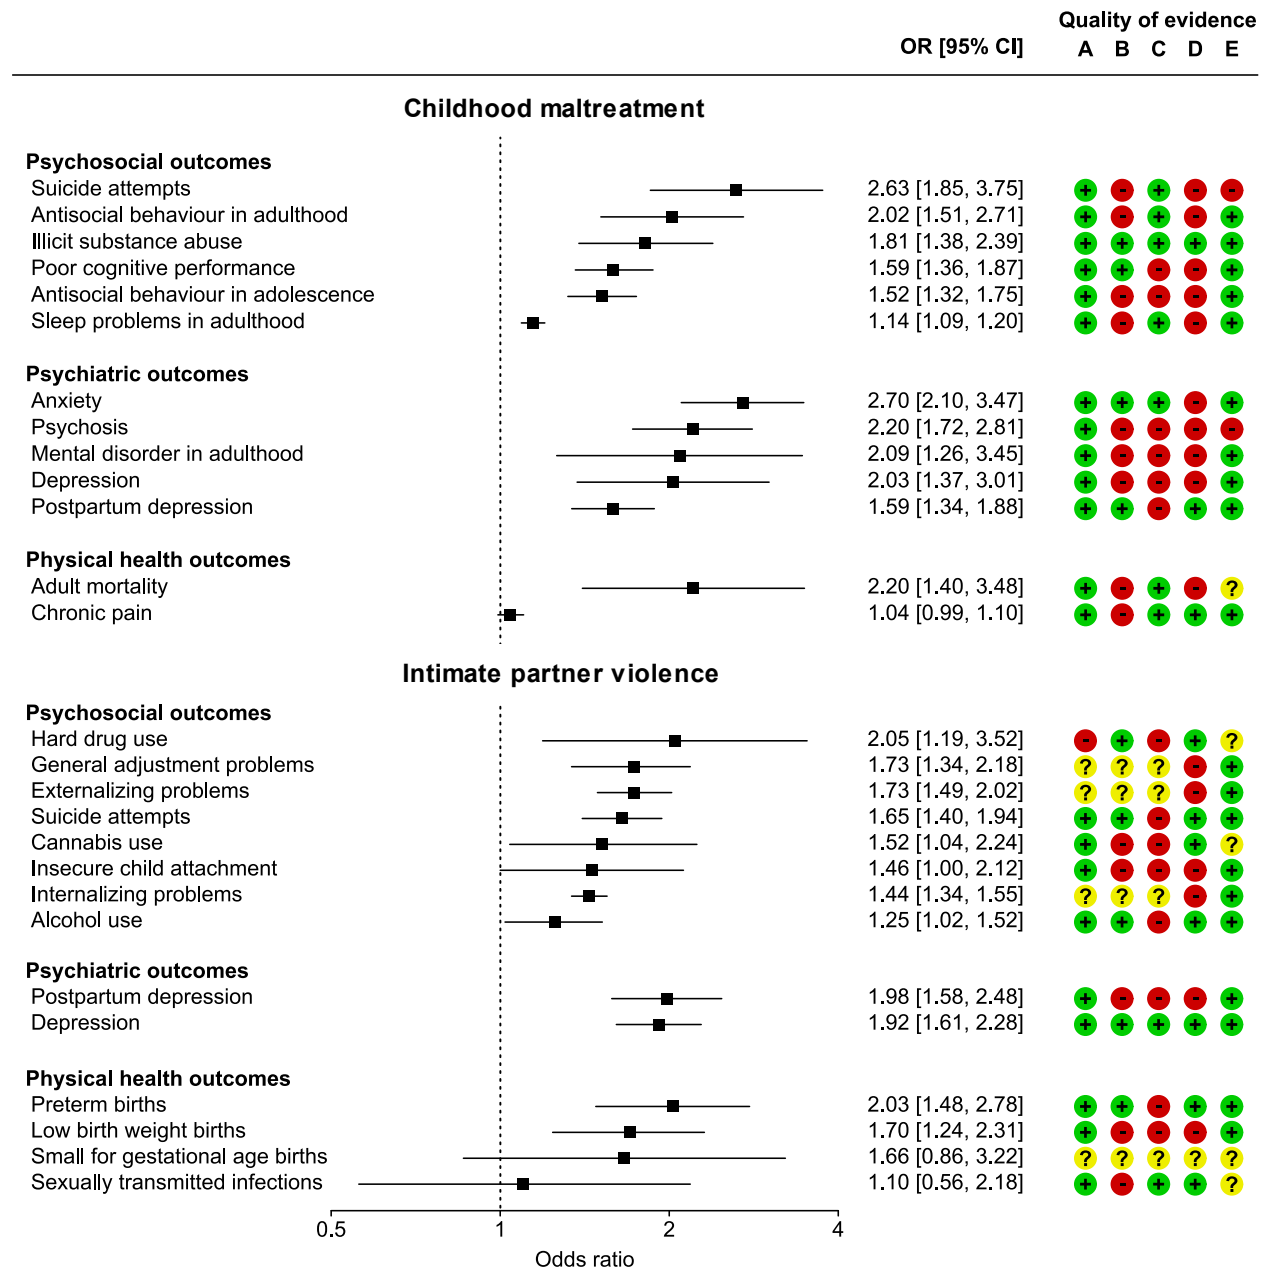 Quality of evidence
OR [95% CI] A B C D E
Childhood maltreatment
Psychosocial outcomes
Suicide attempts 2.63 [1.85, 3.75] + - + - -
Antisocial behaviour in adulthood 2.02 [1.51, 2.71] + - + - +
Illicit substance abuse 1.81 [1.38, 2.39] + + + + +
Poor cognitive performance 1.59 [1.36, 1.87] + + - - +
Antisocial behaviour in adolescence 1.52 [1.32, 1.75] + - - - +
Sleep problems in adulthood 1.14 [1.09, 1.20] + - + - +
Psychiatric outcomes
Anxiety 2.70 [2.10, 3.47] + + + - +
Psychosis 2.20 [1.72, 2.81] + - - - -
Mental disorder in adulthood 2.09 [1.26, 3.45] + - - - +
Depression 2.03 [1.37, 3.01] + - - - +
Postpartum depression 1.59 [1.34, 1.88] + + - + +
Physical health outcomes
Adult mortality 2.20 [1.40, 3.48] + - + - ?
Chronic pain 1.04 [0.99, 1.10] + - + + +
Intimate partner violence
Psychosocial outcomes
Hard drug use 2.05 [1.19, 3.52] - + - + ?
General adjustment problems 1.73 [1.34, 2.18] ? ? ? - +
Externalizing problems 1.73 [1.49, 2.02] ? ? ? - +
Suicide attempts 1.65 [1.40, 1.94] + + - + +
Cannabis use 1.52 [1.04, 2.24] + - - + ?
Insecure child attachment 1.46 [1.00, 2.12] + - - - +
Internalizing problems 1.44 [1.34, 1.55] ? ? ? - +
Alcohol use 1.25 [1.02, 1.52] + + - + +
Psychiatric outcomes
Postpartum depression 1.98 [1.58, 2.48] + - - - +
Depression 1.92 [1.61, 2.28] + + + + +
Physical health outcomes
Preterm births 2.03 [1.48, 2.78] + + - + +
Low birth weight births 1.70 [1.24, 2.31] + - - - +
Small for gestational age births 1.66 [0.86, 3.22] ? ? ? ? ?
Sexually transmitted infections 1.10 [0.56, 2.18] + - + + ?
0.5 1 2 4
Odds ratio